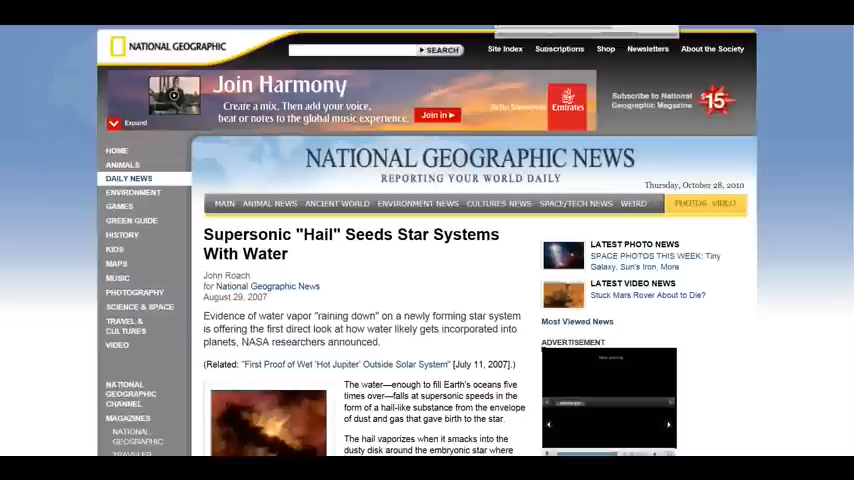 NATIONAL GEOGRAPHIC
SEARCH
Site Index
Subscriptions
Shop
Newsletters
About the Society
Join Harmony
Create a mix. Then add your voice,
beat or notes to the global music experience.
Join in
Expand
Emirates
Subscribe to National
Geographic Magazine
$15
HOME
ANIMALS
DAILY NEWS
ENVIRONMENT
GAMES
GREEN GUIDE
HISTORY
KIDS
MAPS
MUSIC
PHOTOGRAPHY
SCIENCE & SPACE
TRAVEL &
CULTURES
VIDEO
NATIONAL
GEOGRAPHIC
CHANNEL
MAGAZINES
NATIONAL
GEOGRAPHIC
TRAVELER
NATIONAL GEOGRAPHIC NEWS
REPORTING YOUR WORLD DAILY
Thursday, October 28, 2010
MAIN
ANIMAL NEWS
ANCIENT WORLD
ENVIRONMENT NEWS
CULTURES NEWS
SPACE/TECH NEWS
WEIRD
PHOTOS
VIDEO
Supersonic "Hail" Seeds Star Systems
With Water
John Roach
for National Geographic News
August 29, 2007
Evidence of water vapor "raining down" on a newly forming star system
is offering the first direct look at how water likely gets incorporated into
planets, NASA researchers announced.
(Related: "First Proof of Wet 'Hot Jupiter' Outside Solar System" [July 11, 2007].)
The water—enough to fill Earth's oceans five
times over—falls at supersonic speeds in the
form of a hail-like substance from the envelope
of dust and gas that gave birth to the star.
The hail vaporizes when it smacks into the
dusty disk around the embryonic star where
LATEST PHOTO NEWS
SPACE PHOTOS THIS WEEK: Tiny
Galaxy, Sun's Iron, More
LATEST VIDEO NEWS
Stuck Mars Rover About to Die?
Most Viewed News
ADVERTISEMENT